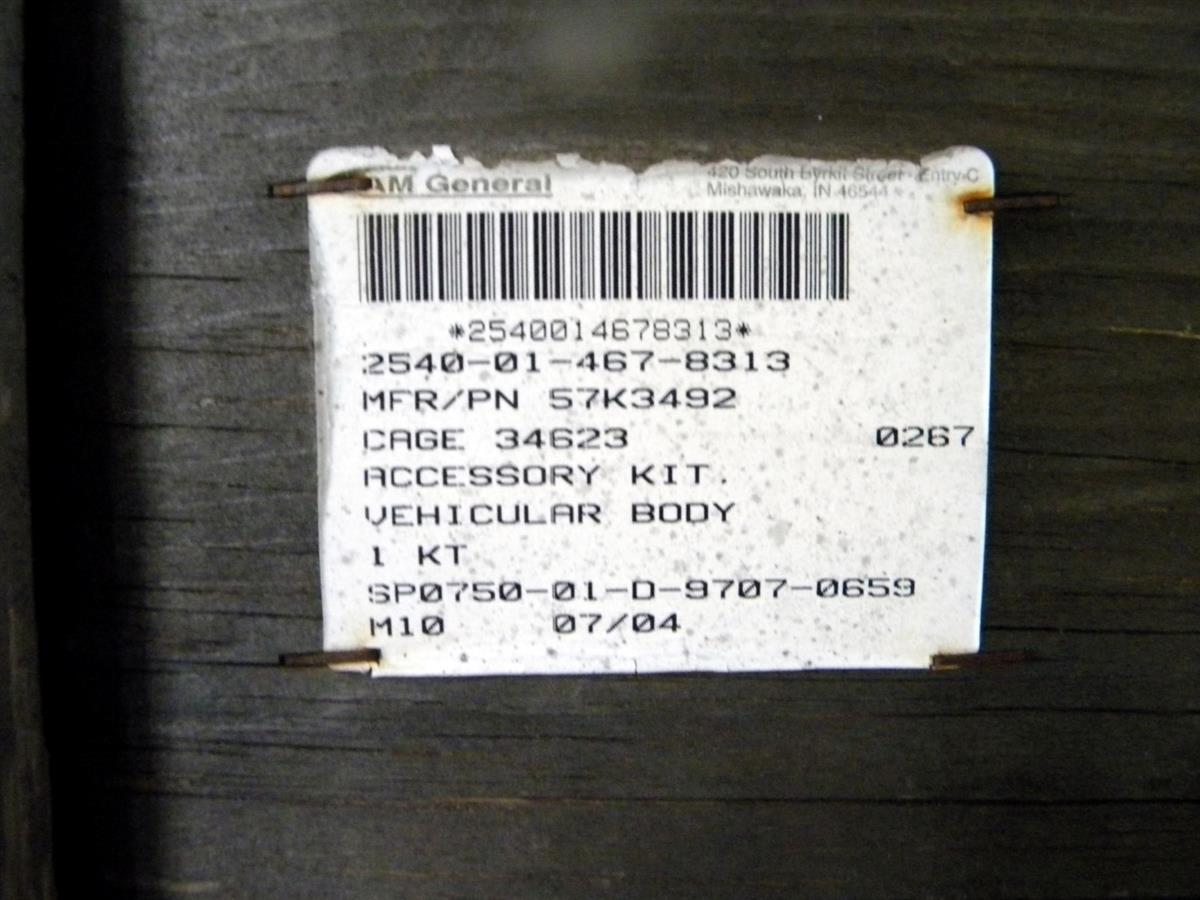 AM General
420 South Byrkit Street - Entry C
Mishawaka, IN 46544
*2540014678313*
2540-01-467-8313
MFR/PN 57K3492
CAGE 34623 0267
ACCESSORY KIT.
VEHICULAR BODY
1 KT
SP0750-01-D-9707-0659
M10 07/04